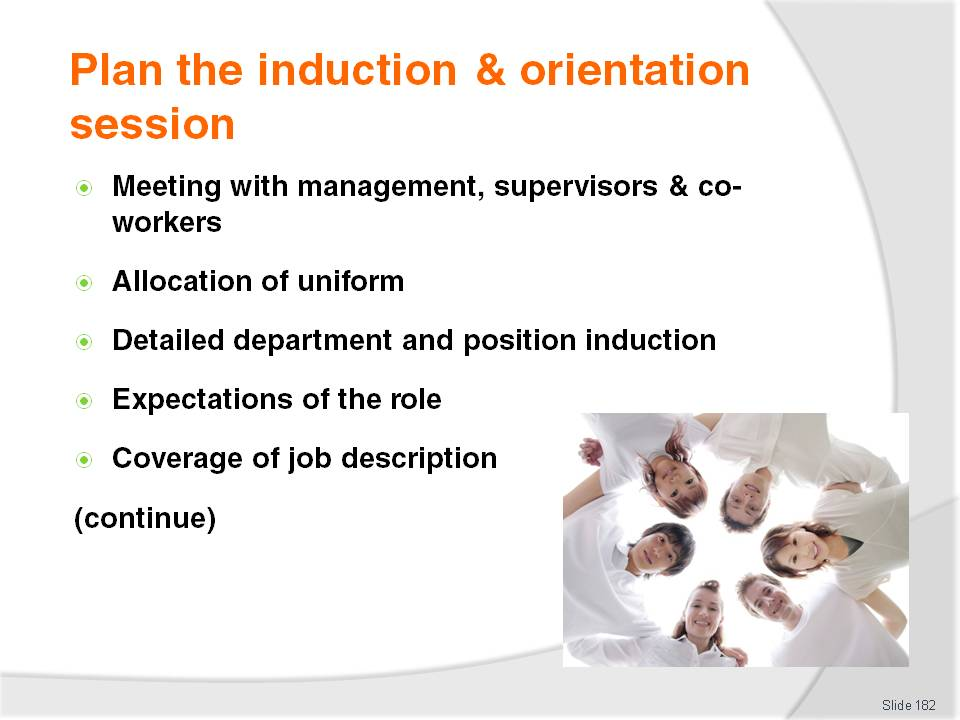 Plan the induction & orientation
session
Meeting with management, supervisors & co-
workers
Allocation of uniform
Detailed department and position induction
Expectations of the role
Coverage of job description
(continue)
Slide 182